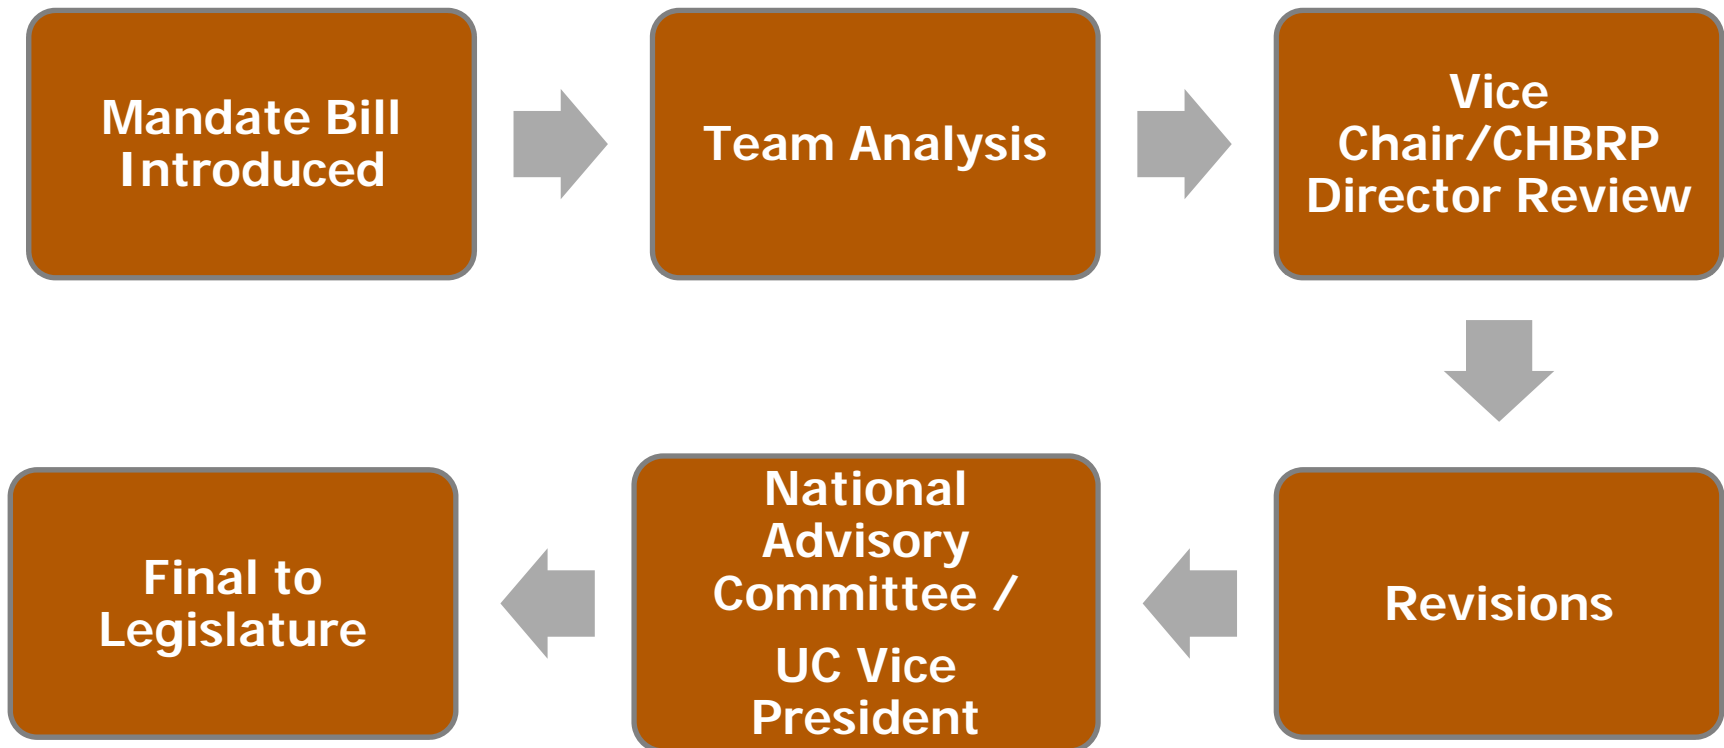 Mandate Bill
Introduced
Team Analysis
Vice
Chair/CHBRP
Director Review
Revisions
National
Advisory
Committee /
UC Vice
President
Final to
Legislature